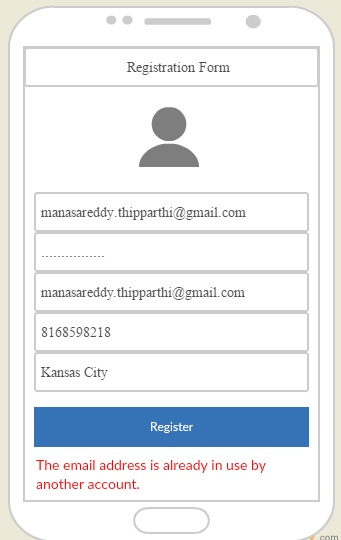 Registration Form
manasareddy.thipparthi@gmail.com
................
manasareddy.thipparthi@gmail.com
8168598218
Kansas City
Register
The email address is already in use by
another account.
.com